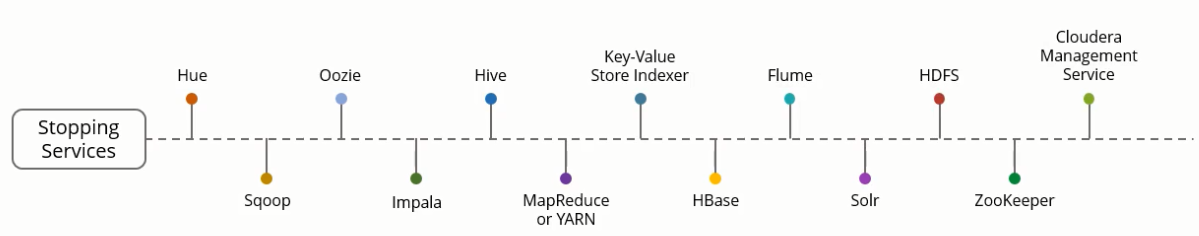 Stopping
Services
Hue
Sqoop
Oozie
Impala
Hive
MapReduce
or YARN
Key-Value
Store Indexer
HBase
Flume
Solr
HDFS
ZooKeeper
Cloudera
Management
Service